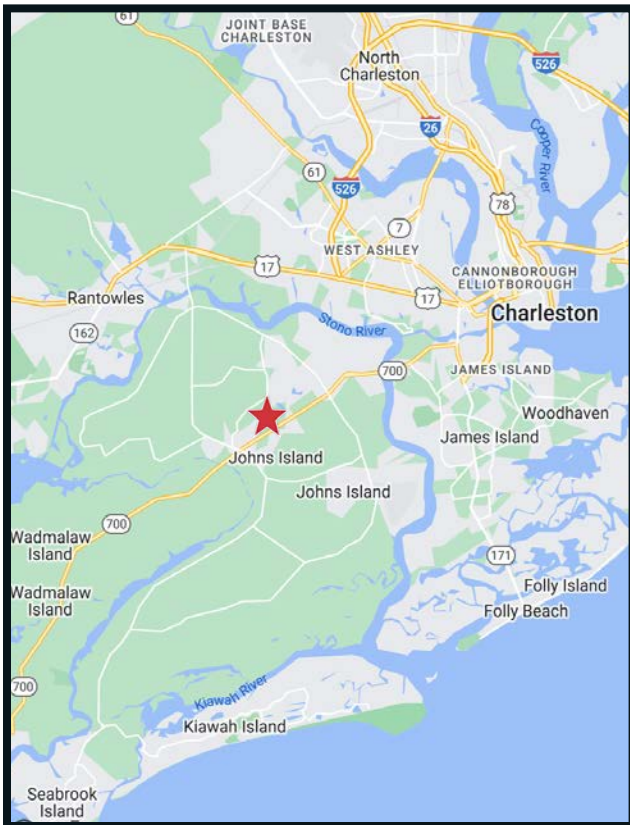 61
JOINT BASE
CHARLESTON
North
Charleston
526
26
Cooper River
61
526
78
7
WEST ASHLEY
17
CANNONBOROUGH
ELLIOTBOROUGH
Rantowles
17
Charleston
Stono River
162
700
JAMES ISLAND
Woodhaven
James Island
Johns Island
Johns Island
700
Wadmalaw
Island
171
Wadmalaw
Island
Folly Island
Folly Beach
700
Kiawah River
Kiawah Island
Seabrook
Island